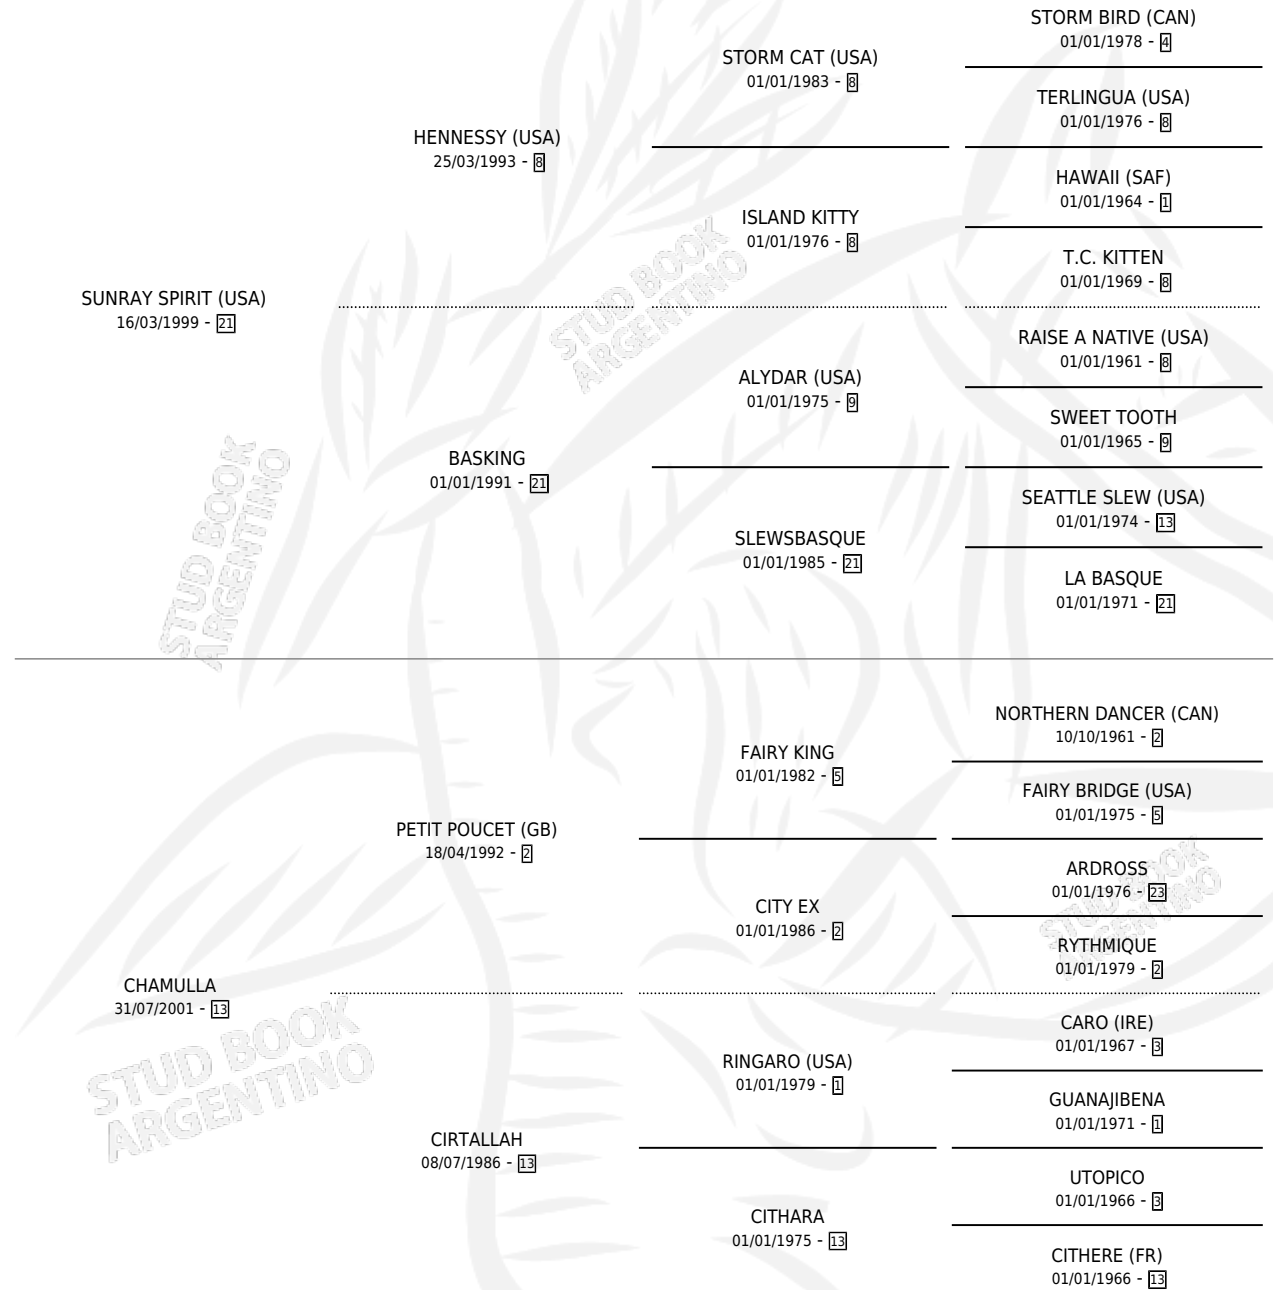 STORM BIRD (CAN)
01/01/1978 - 4
STORM CAT (USA)
01/01/1983 - 8
TERLINGUA (USA)
01/01/1976 - 8
HENNESSY (USA)
25/03/1993 - 8
HAWAII (SAF)
01/01/1964 - 1
ISLAND KITTY
01/01/1976 - 8
T.C. KITTEN
01/01/1969 - 8
SUNRAY SPIRIT (USA)
16/03/1999 - 21
RAISE A NATIVE (USA)
01/01/1961 - 8
ALYDAR (USA)
01/01/1975 - 9
SWEET TOOTH
01/01/1965 - 9
BASKING
01/01/1991 - 21
SEATTLE SLEW (USA)
01/01/1974 - 13
SLEWSBASQUE
01/01/1985 - 21
LA BASQUE
01/01/1971 - 21
NORTHERN DANCER (CAN)
10/10/1961 - 2
FAIRY KING
01/01/1982 - 5
FAIRY BRIDGE (USA)
01/01/1975 - 5
PETIT POUCET (GB)
18/04/1992 - 2
ARDROSS
01/01/1976 - 23
CITY EX
01/01/1986 - 2
RYTHMIQUE
01/01/1979 - 2
CHAMULLA
31/07/2001 - 13
CARO (IRE)
01/01/1967 - 3
RINGARO (USA)
01/01/1979 - 1
GUANAJIBENA
01/01/1971 - 1
CIRTALLAH
08/07/1986 - 13
UTOPICO
01/01/1966 - 3
CITHARA
01/01/1975 - 13
CITHERE (FR)
01/01/1966 - 13
STUD BOOK
ARGENTINO
STUD BOOK
ARGENTINO
STUD BOOK
ARGENTINO
STUD BOOK
ARGENTINO